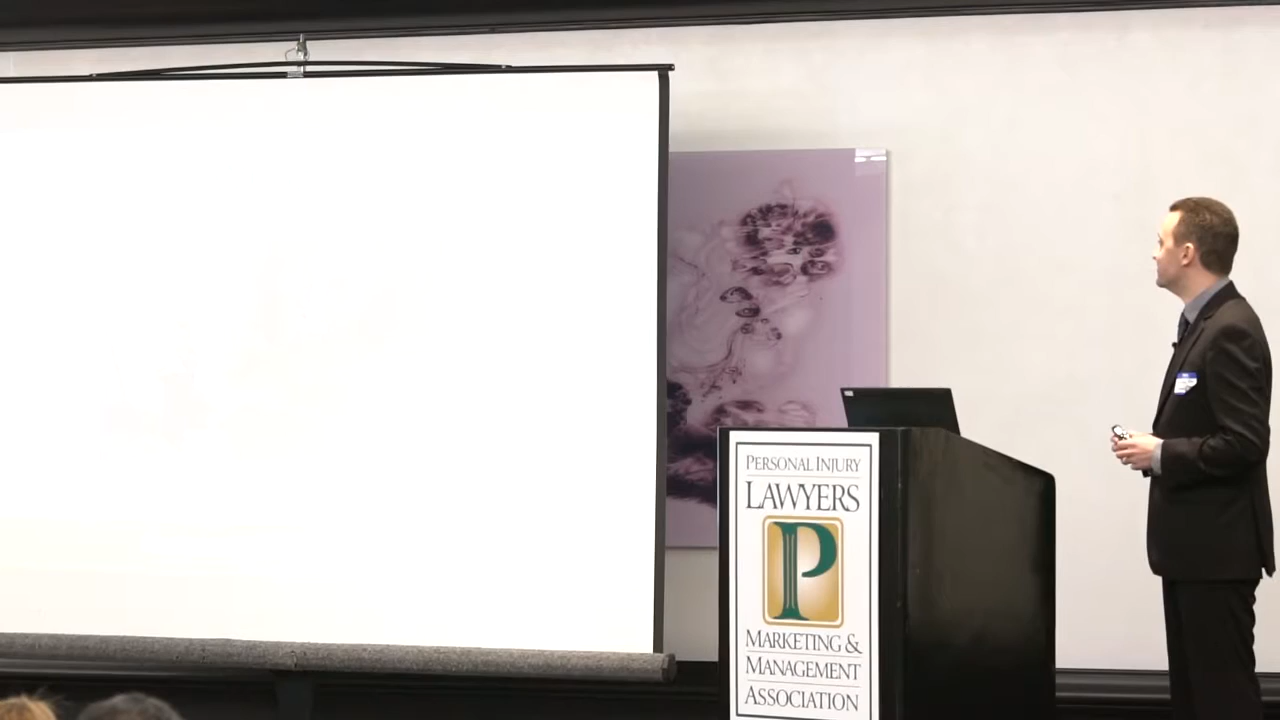 PERSONAL INJURY
LAWYERS
P
MARKETING &
MANAGEMENT
ASSOCIATION